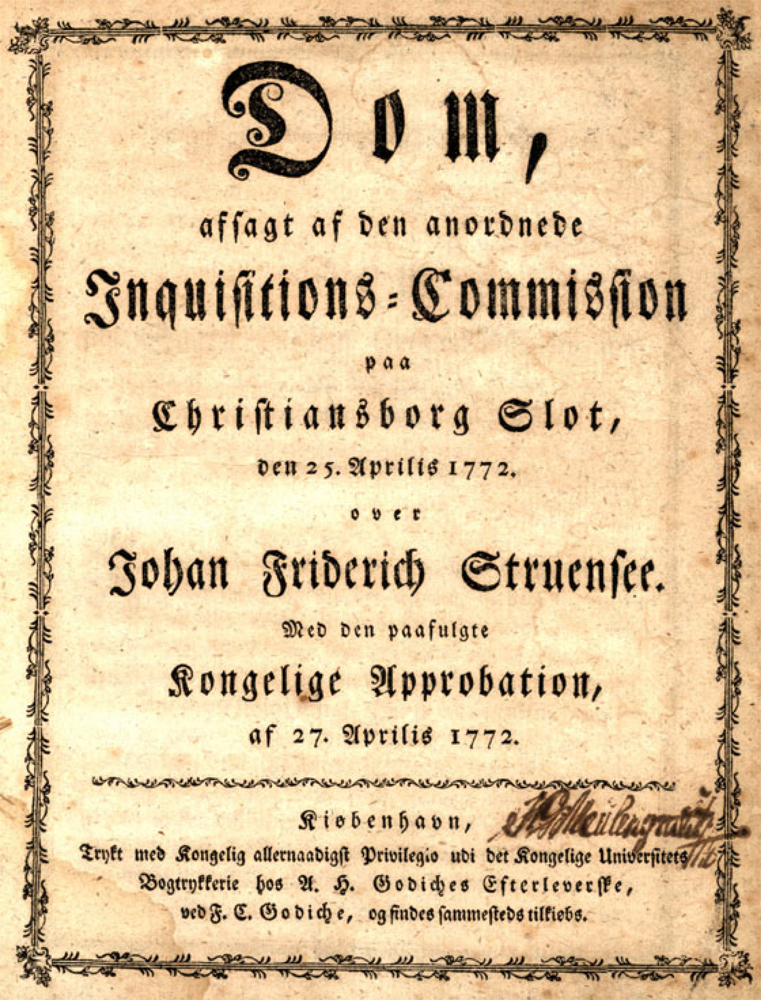 Dom,
afsagt af den anordnede
Inquisitions-Commission
paa
Christiansborg Slot,
den 25. Aprilis 1772.
over
Johan Friderich Struensee.
Med den paafulgte
Kongelige Approbation,
af 27. Aprilis 1772.
Kiøbenhavn,
Trykt med Kongelig allernaadigst Privilegio udi det Kongelige Universitets
Bogtrykkerie hos A. H. Godiches Efterleverske,
ved F. C. Godiche, og findes sammesteds tilkiøbs.